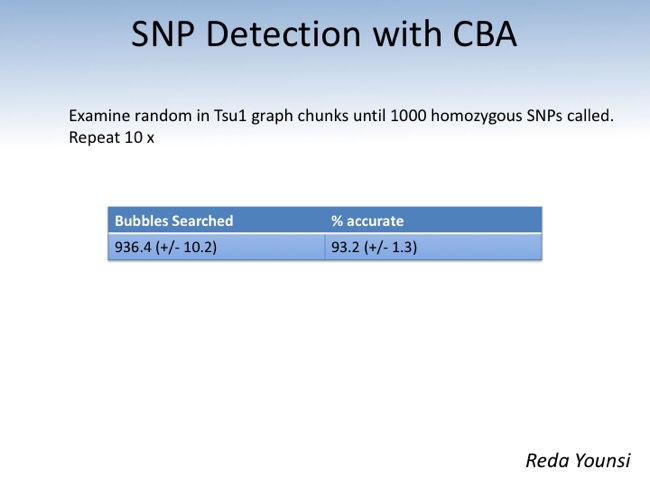 SNP Detection with CBA
Examine random in Tsu1 graph chunks until 1000 homozygous SNPs called.
Repeat 10 x
Bubbles Searched % accurate
936.4 (+/- 10.2) 93.2 (+/- 1.3)
Reda Younsi